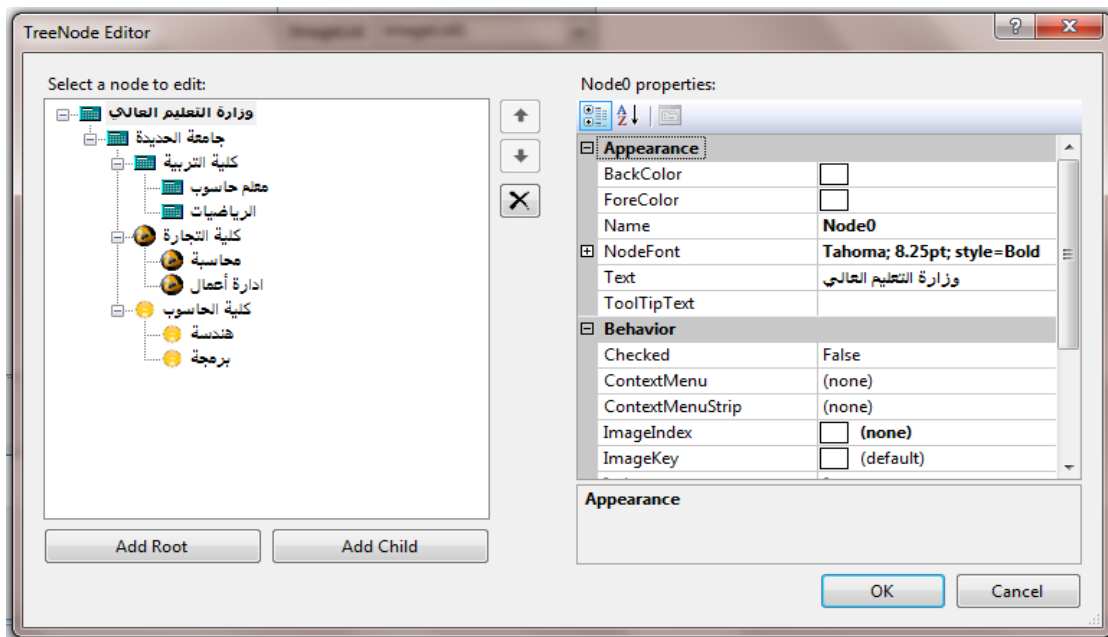 TreeNode Editor
Select a node to edit:
وزارة التعليم العالي
جامعة الحديدة
كلية التربية
معلم حاسوب
الرياضيات
كلية التجارة
محاسبة
ادارة أعمال
كلية الحاسوب
هندسة
برمجة
Add Root
Add Child
Node0 properties:
Appearance
BackColor
ForeColor
Name Node0
NodeFont Tahoma; 8.25pt; style=Bold
Text وزارة التعليم العالي
ToolTipText
Behavior
Checked False
ContextMenu (none)
ContextMenuStrip (none)
ImageIndex (none)
ImageKey (default)
Appearance
OK
Cancel